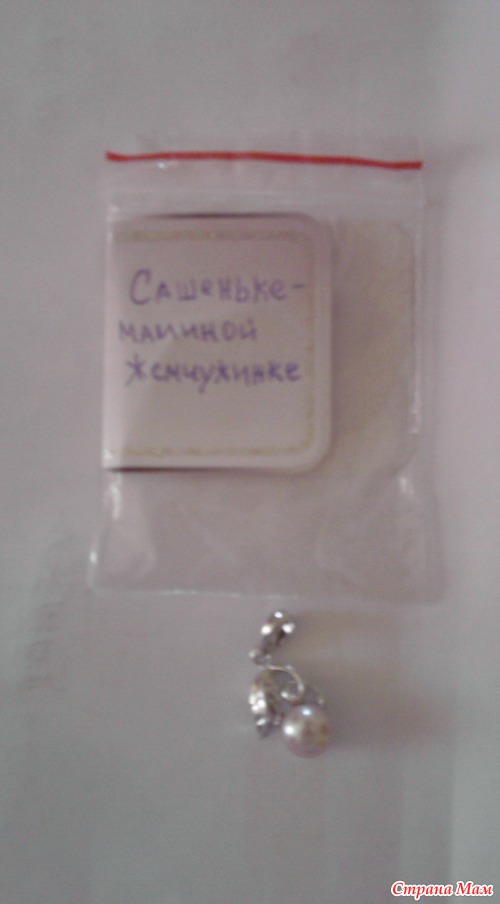 Сашеньке-
маминой
жемчужинке
Страна Мам